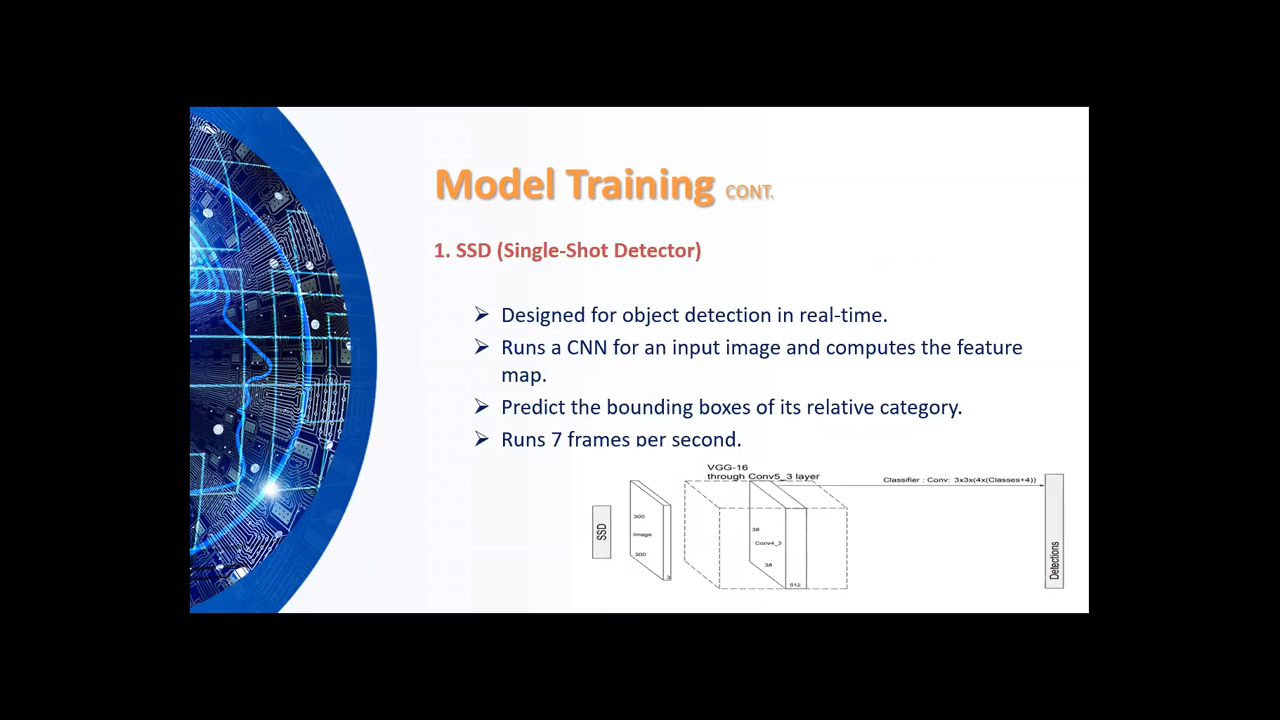 Model Training CONT.
1. SSD (Single-Shot Detector)
➢ Designed for object detection in real-time.
➢ Runs a CNN for an input image and computes the feature
map.
➢ Predict the bounding boxes of its relative category.
➢ Runs 7 frames per second.
VGG-16
through Conv5_3 layer
Classifier : Conv: 3x3x(4x(Classes+4))
SSD
300
Image
300
3
38
Conv4_3
38
512
Detections